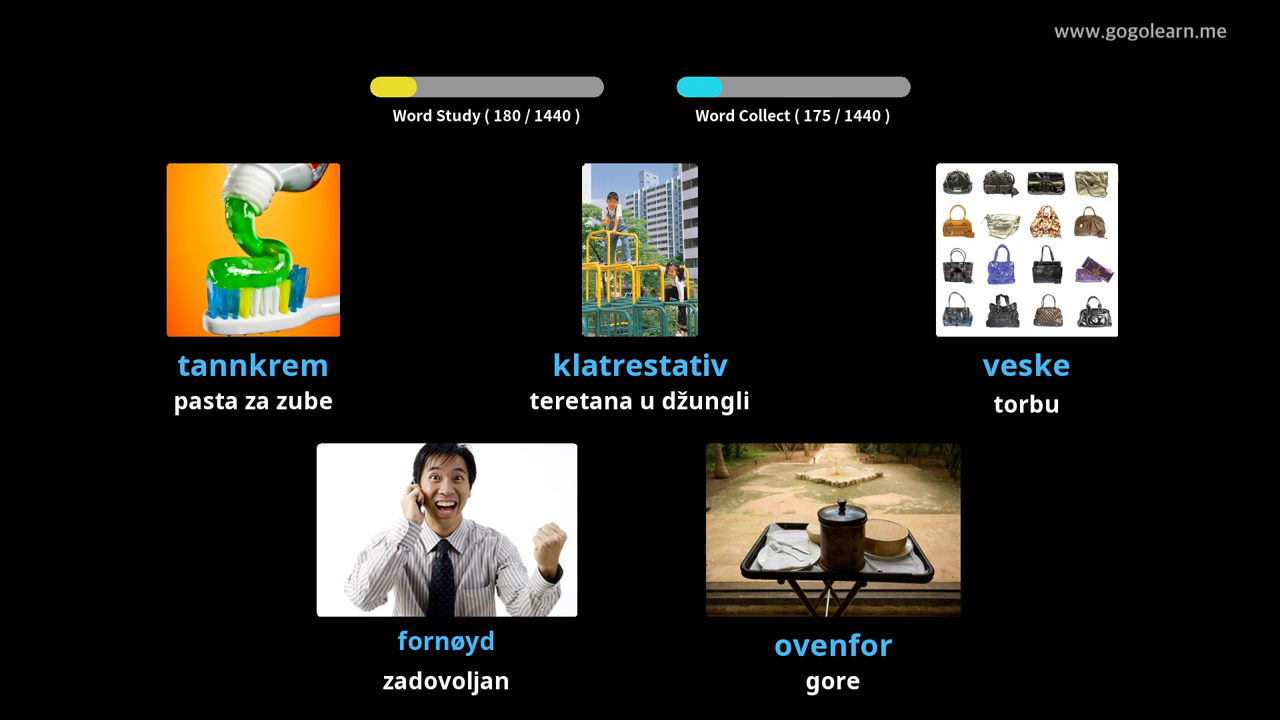 www.gogolearn.me
Word Study ( 180 / 1440 )
Word Collect ( 175 / 1440 )
tannkrem
pasta za zube
klatrestativ
teretana u džungli
veske
torbu
fornøyd
zadovoljan
ovenfor
gore